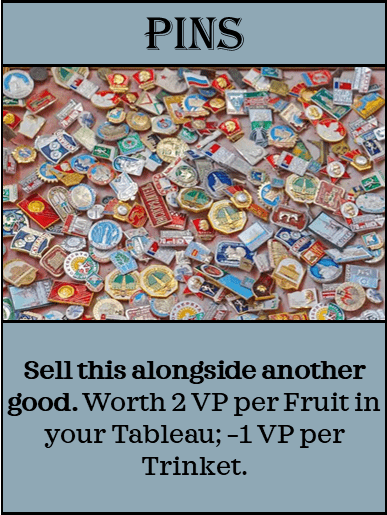 PINS
Sell this alongside another
good. Worth 2 VP per Fruit in
your Tableau; -1 VP per
Trinket.